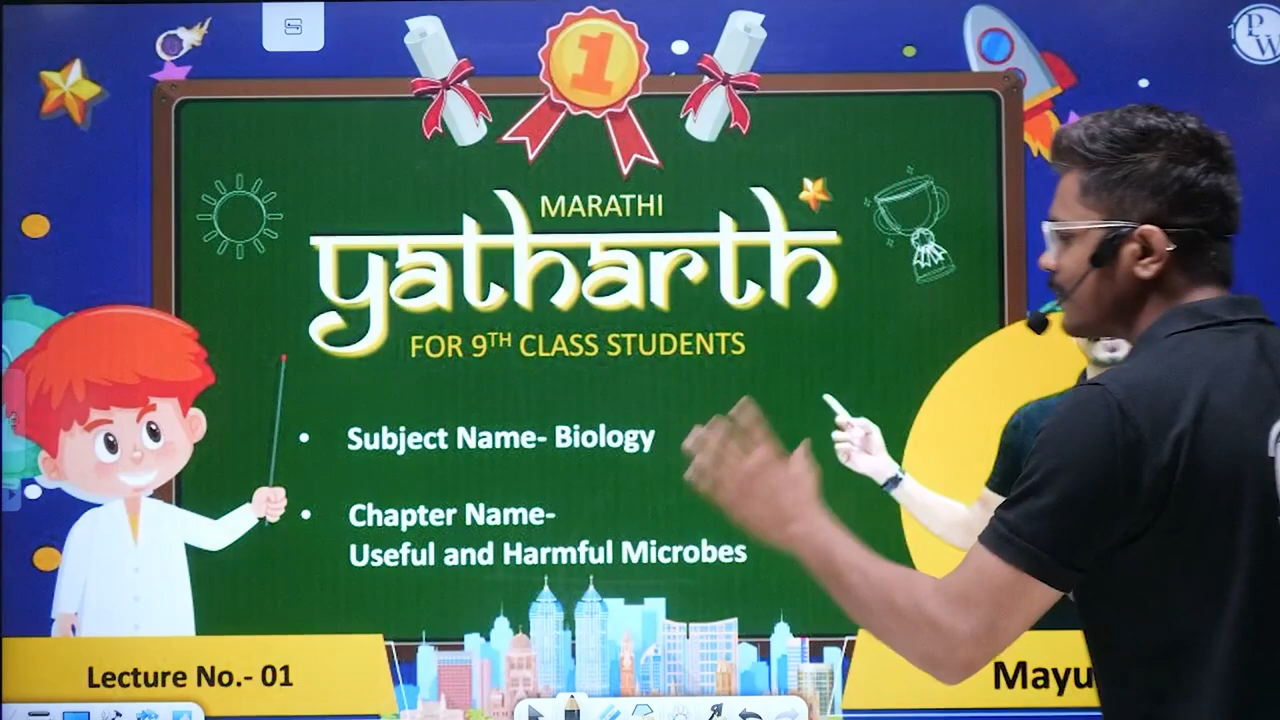 1
PW
MARATHI
yatharth
FOR 9TH CLASS STUDENTS
• Subject Name- Biology
• Chapter Name-
Useful and Harmful Microbes
Lecture No.- 01
Mayu